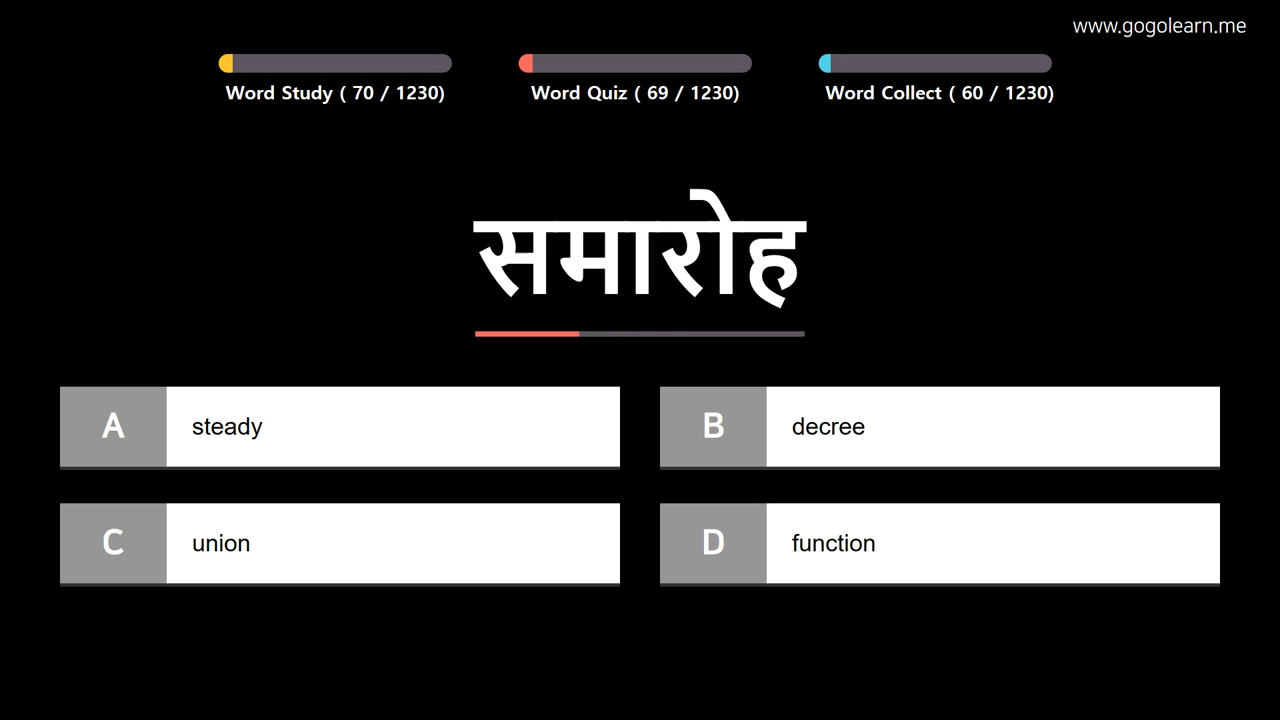 www.gogolearn.me
Word Study ( 70 / 1230)
Word Quiz ( 69 / 1230)
Word Collect ( 60 / 1230)
समारोह
A steady
B decree
C union
D function